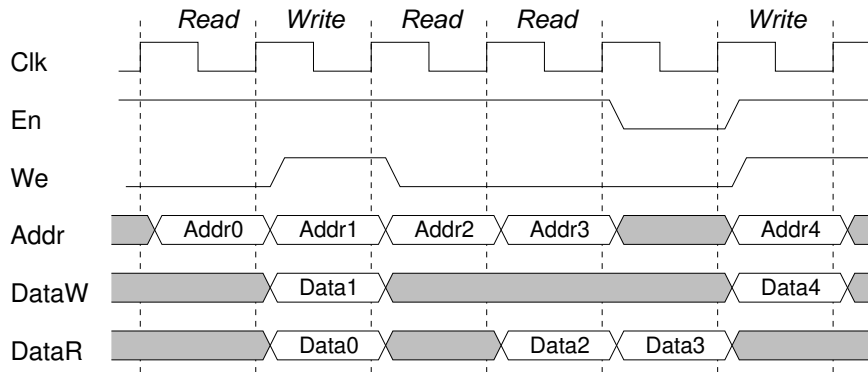 Read Write Read Read Write
Clk
En
We
Addr Addr0 Addr1 Addr2 Addr3 Addr4
DataW Data1 Data4
DataR Data0 Data2 Data3